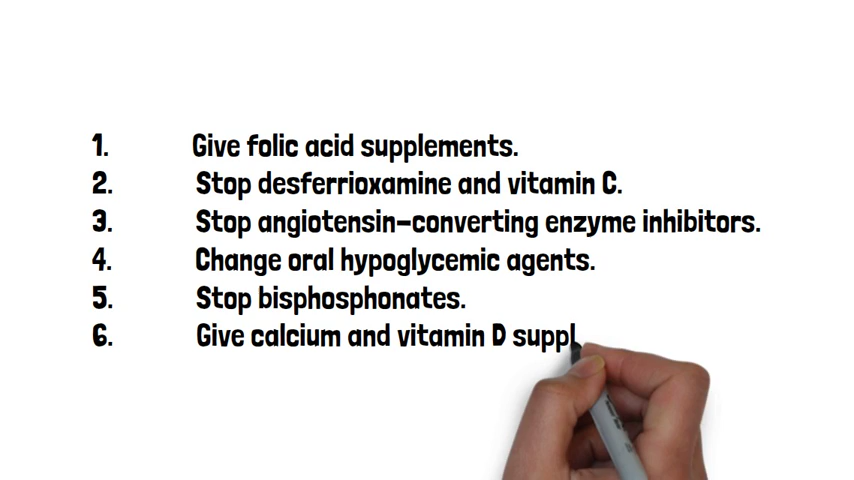 1. Give folic acid supplements.
2. Stop desferrioxamine and vitamin C.
3. Stop angiotensin-converting enzyme inhibitors.
4. Change oral hypoglycemic agents.
5. Stop bisphosphonates.
6. Give calcium and vitamin D suppl